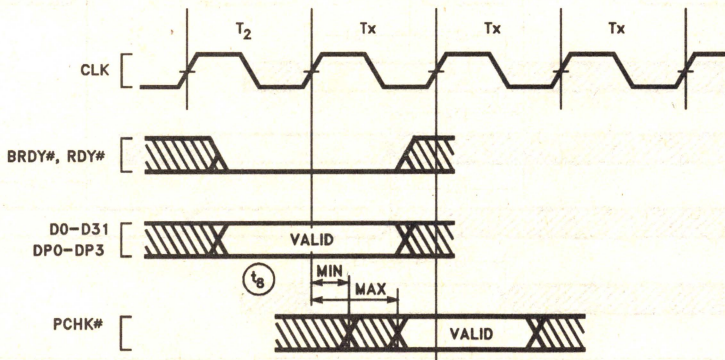 T2 Tx Tx Tx
CLK
BRDY#, RDY#
D0-D31
DP0-DP3
VALID
t8
MIN
MAX
PCHK#
VALID